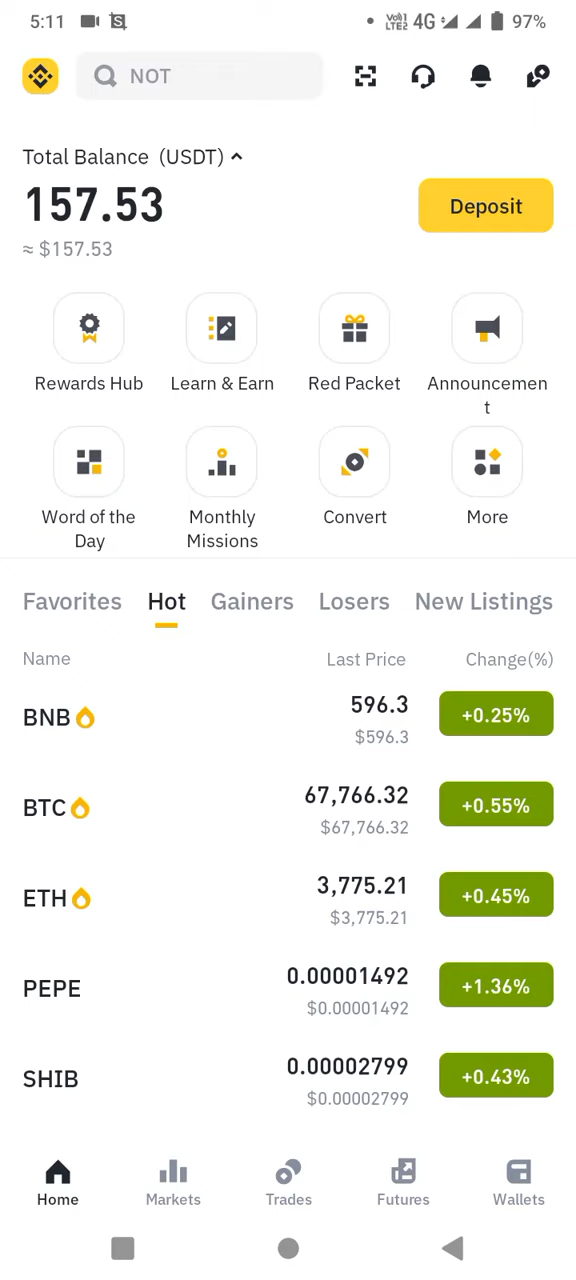 5:11 S Vo)) LTE2 4G 97%
NOT
Total Balance (USDT)
157.53
Deposit
≈ $157.53
Rewards Hub Learn & Earn Red Packet Announcemen
t
Word of the Monthly Convert More
Day Missions
Favorites Hot Gainers Losers New Listings
Name Last Price Change(%)
BNB 596.3 +0.25%
$596.3
BTC 67,766.32 +0.55%
$67,766.32
ETH 3,775.21 +0.45%
$3,775.21
PEPE 0.00001492 +1.36%
$0.00001492
SHIB 0.00002799 +0.43%
$0.00002799
Home Markets Trades Futures Wallets